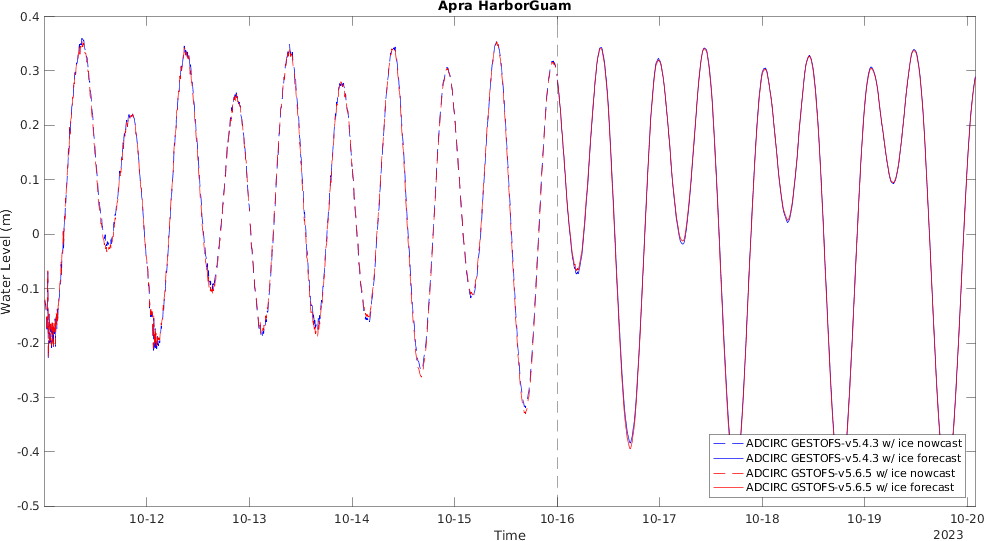 Apra HarborGuam
0.4
0.3
0.2
0.1
0
-0.1
-0.2
-0.3
-0.4
-0.5
Water Level (m)
ADCIRC GESTOFS-v5.4.3 w/ ice nowcast
ADCIRC GESTOFS-v5.4.3 w/ ice forecast
ADCIRC GSTOFS-v5.6.5 w/ ice nowcast
ADCIRC GSTOFS-v5.6.5 w/ ice forecast
10-12 10-13 10-14 10-15 10-16 10-17 10-18 10-19 10-20
Time
2023